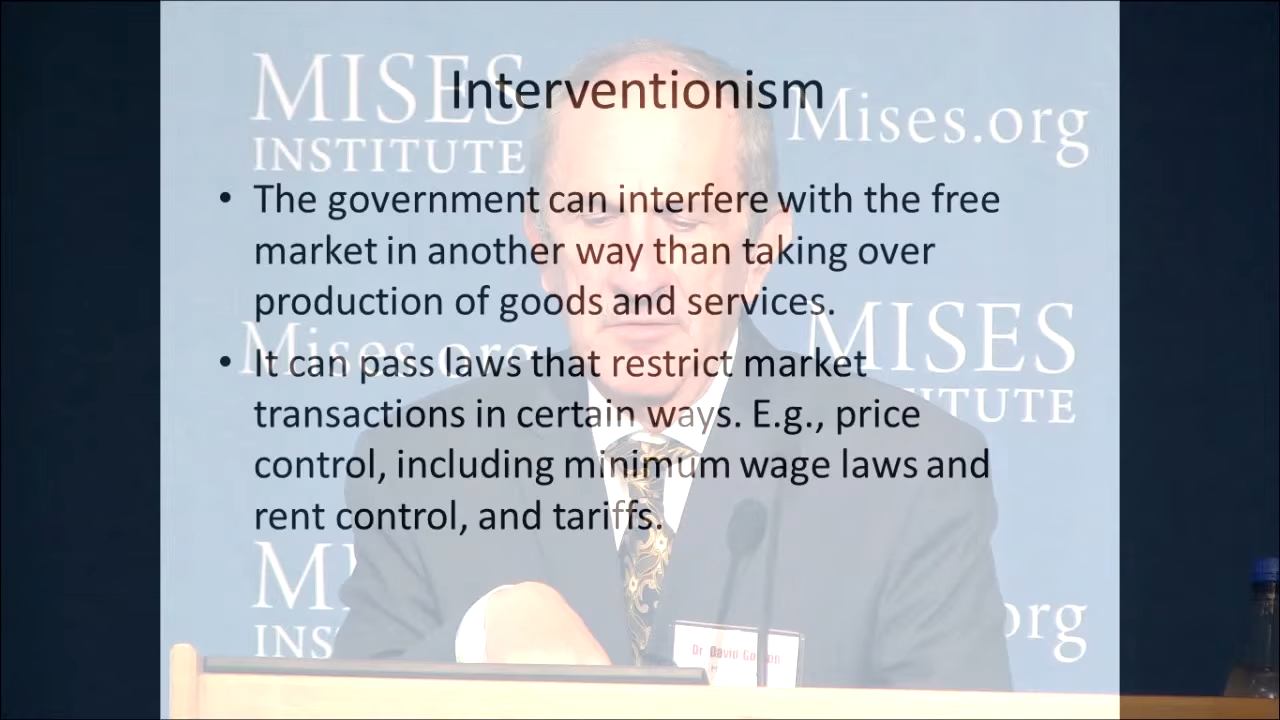 Interventionism
• The government can interfere with the free
market in another way than taking over
production of goods and services.
• It can pass laws that restrict market
transactions in certain ways. E.g., price
control, including minimum wage laws and
rent control, and tariffs.
MISES
INSTITUTE
Mises.org
Mises.org
MISES
Dr. David